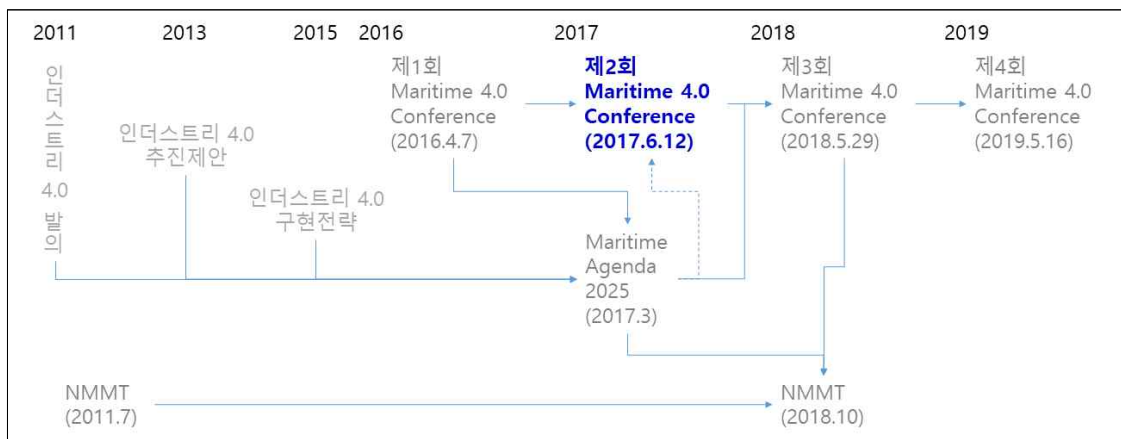 2011 2013 2015 2016 2017 2018 2019
인더스트리 4.0 발의
인더스트리 4.0
추진제안
인더스트리 4.0
구현전략
제1회
Maritime 4.0
Conference
(2016.4.7)
제2회
Maritime 4.0
Conference
(2017.6.12)
제3회
Maritime 4.0
Conference
(2018.5.29)
제4회
Maritime 4.0
Conference
(2019.5.16)
Maritime
Agenda
2025
(2017.3)
NMMT
(2011.7)
NMMT
(2018.10)